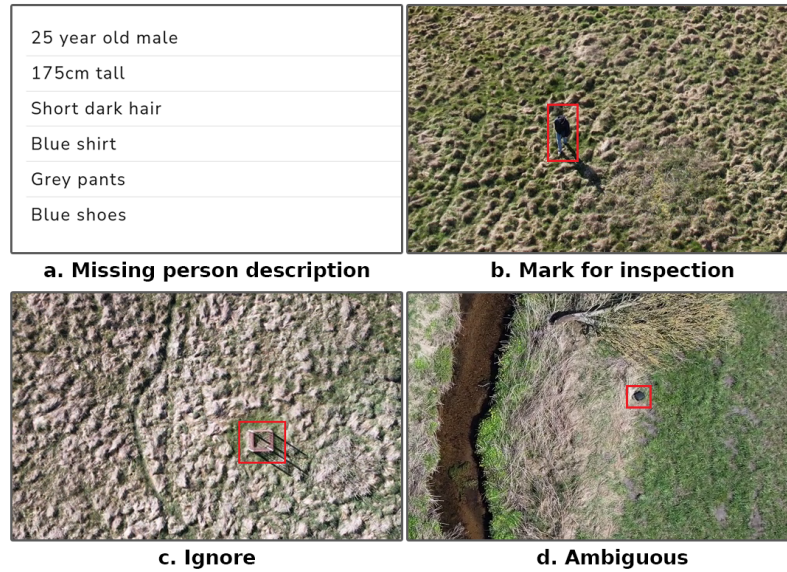 25 year old male
175cm tall
Short dark hair
Blue shirt
Grey pants
Blue shoes
a. Missing person description
b. Mark for inspection
c. Ignore
d. Ambiguous